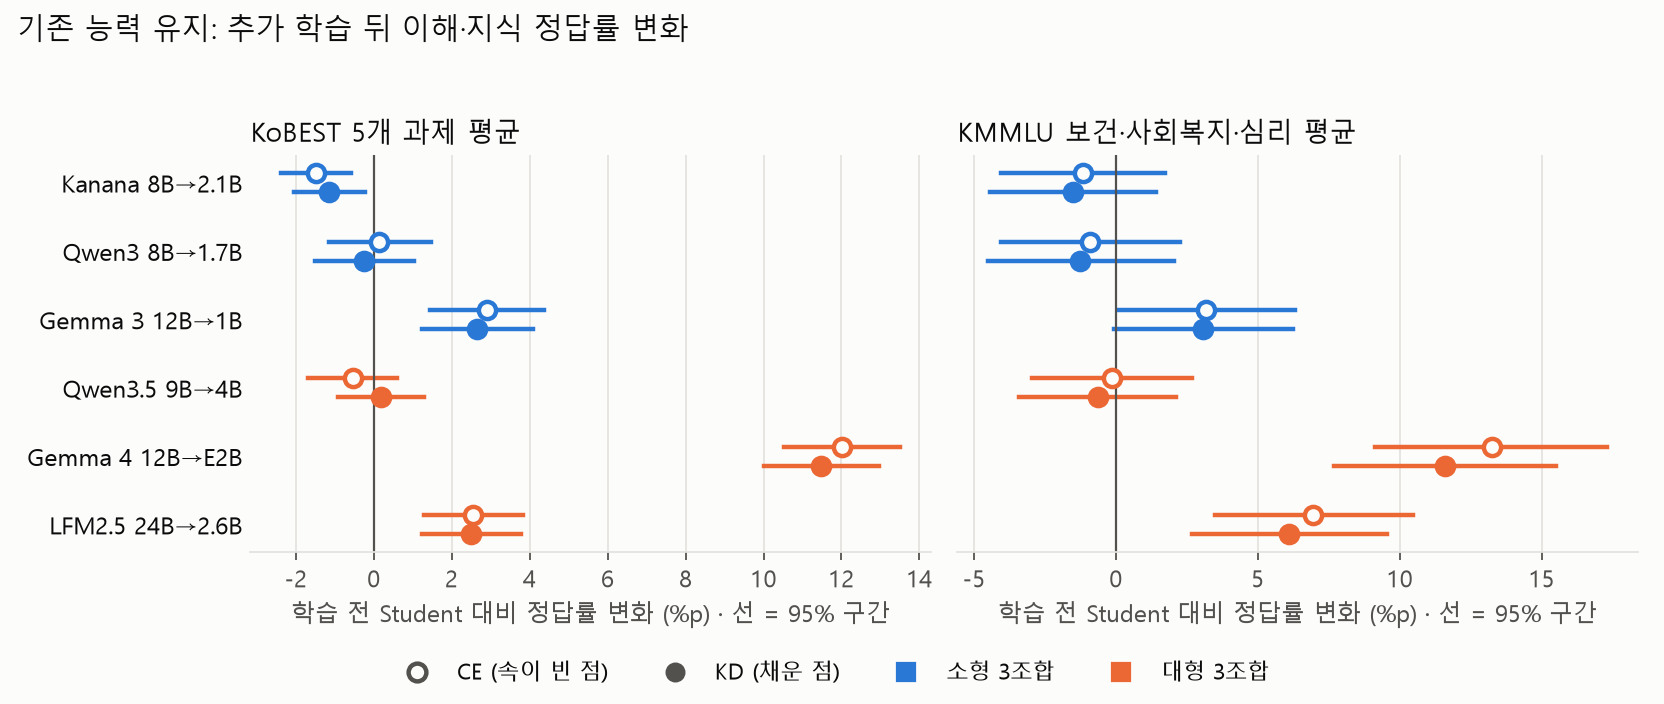 기존 능력 유지: 추가 학습 뒤 이해·지식 정답률 변화
KoBEST 5개 과제 평균
KMMLU 보건·사회복지·심리 평균
Kanana 8B→2.1B
Qwen3 8B→1.7B
Gemma 3 12B→1B
Qwen3.5 9B→4B
Gemma 4 12B→E2B
LFM2.5 24B→2.6B
-2 0 2 4 6 8 10 12 14
-5 0 5 10 15
학습 전 Student 대비 정답률 변화 (%p) · 선 = 95% 구간
학습 전 Student 대비 정답률 변화 (%p) · 선 = 95% 구간
CE (속이 빈 점) KD (채운 점) 소형 3조합 대형 3조합